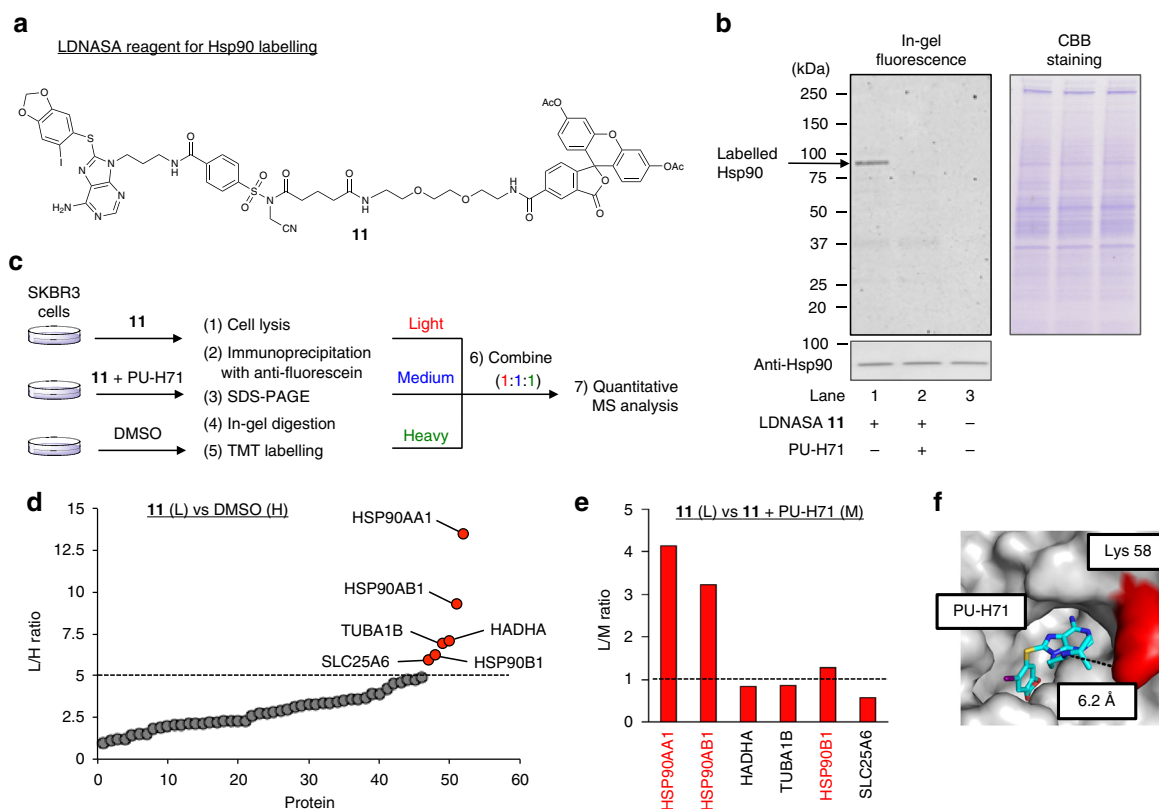 a
LDNASA reagent for Hsp90 labelling
O
O
S
I
N
N
N
N
NH2
N
H
O
S
O
O
N
CN
O
O
N
H
O
O
H
N
O
AcO
O
OAc
O
O
11
b
In-gel
fluorescence
CBB
staining
(kDa)
250
150
100
75
50
37
25
20
100
Labelled
Hsp90
Anti-Hsp90
Lane 1 2 3
LDNASA 11 + + –
PU-H71 – + –
c
SKBR3
cells
11
11 + PU-H71
DMSO
(1) Cell lysis
(2) Immunoprecipitation
with anti-fluorescein
(3) SDS-PAGE
(4) In-gel digestion
(5) TMT labelling
Light
Medium
Heavy
6) Combine
(1:1:1)
7) Quantitative
MS analysis
d
11 (L) vs DMSO (H)
L/H ratio
15
12.5
10
7.5
5
2.5
0
HSP90AA1
HSP90AB1
TUBA1B
HADHA
SLC25A6
HSP90B1
0 10 20 30 40 50 60
Protein
e
11 (L) vs 11 + PU-H71 (M)
L/M ratio
5
4
3
2
1
0
HSP90AA1
HSP90AB1
HADHA
TUBA1B
HSP90B1
SLC25A6
f
Lys 58
PU-H71
6.2 Å